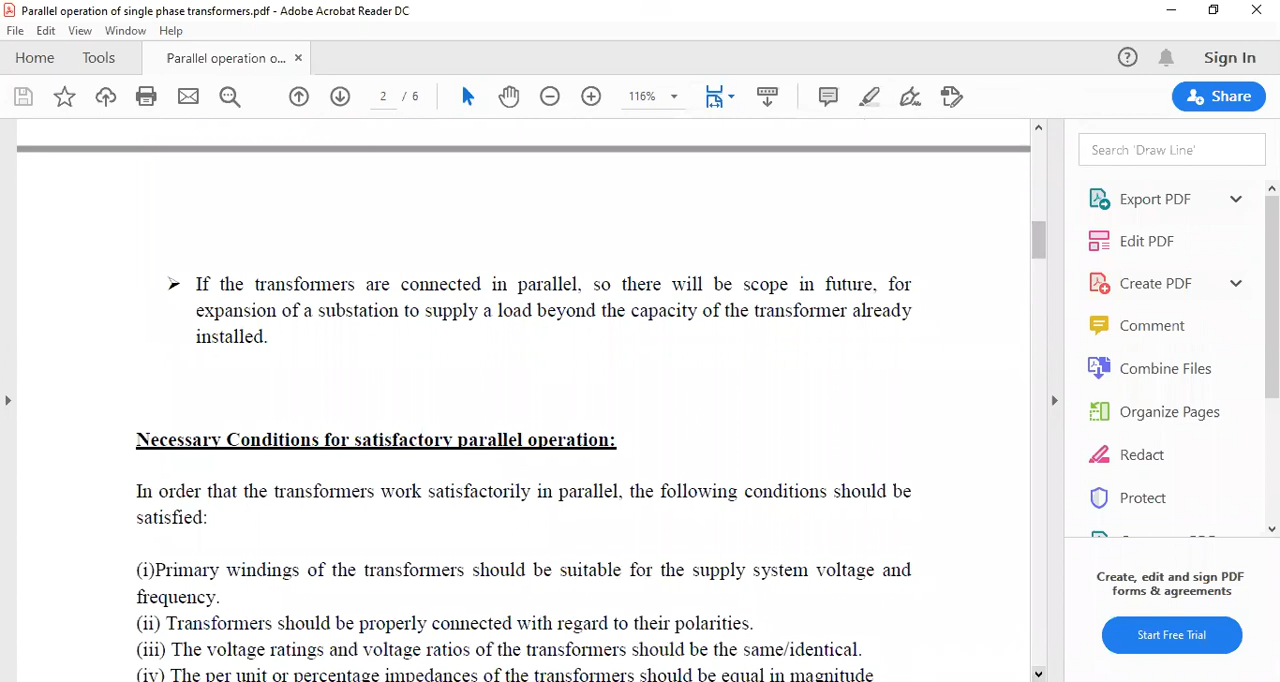 Parallel operation of single phase transformers.pdf - Adobe Acrobat Reader DC
File Edit View Window Help
Home Tools Parallel operation o... × Sign In
2 / 6 116% Share
Search 'Draw Line'
Export PDF
Edit PDF
Create PDF
Comment
Combine Files
Organize Pages
Redact
Protect
Create, edit and sign PDF
forms & agreements
Start Free Trial
➢ If the transformers are connected in parallel, so there will be scope in future, for
expansion of a substation to supply a load beyond the capacity of the transformer already
installed.
Necessary Conditions for satisfactory parallel operation:
In order that the transformers work satisfactorily in parallel, the following conditions should be
satisfied:
(i)Primary windings of the transformers should be suitable for the supply system voltage and
frequency.
(ii) Transformers should be properly connected with regard to their polarities.
(iii) The voltage ratings and voltage ratios of the transformers should be the same/identical.
(iv) The per unit or percentage impedances of the transformers should be equal in magnitude